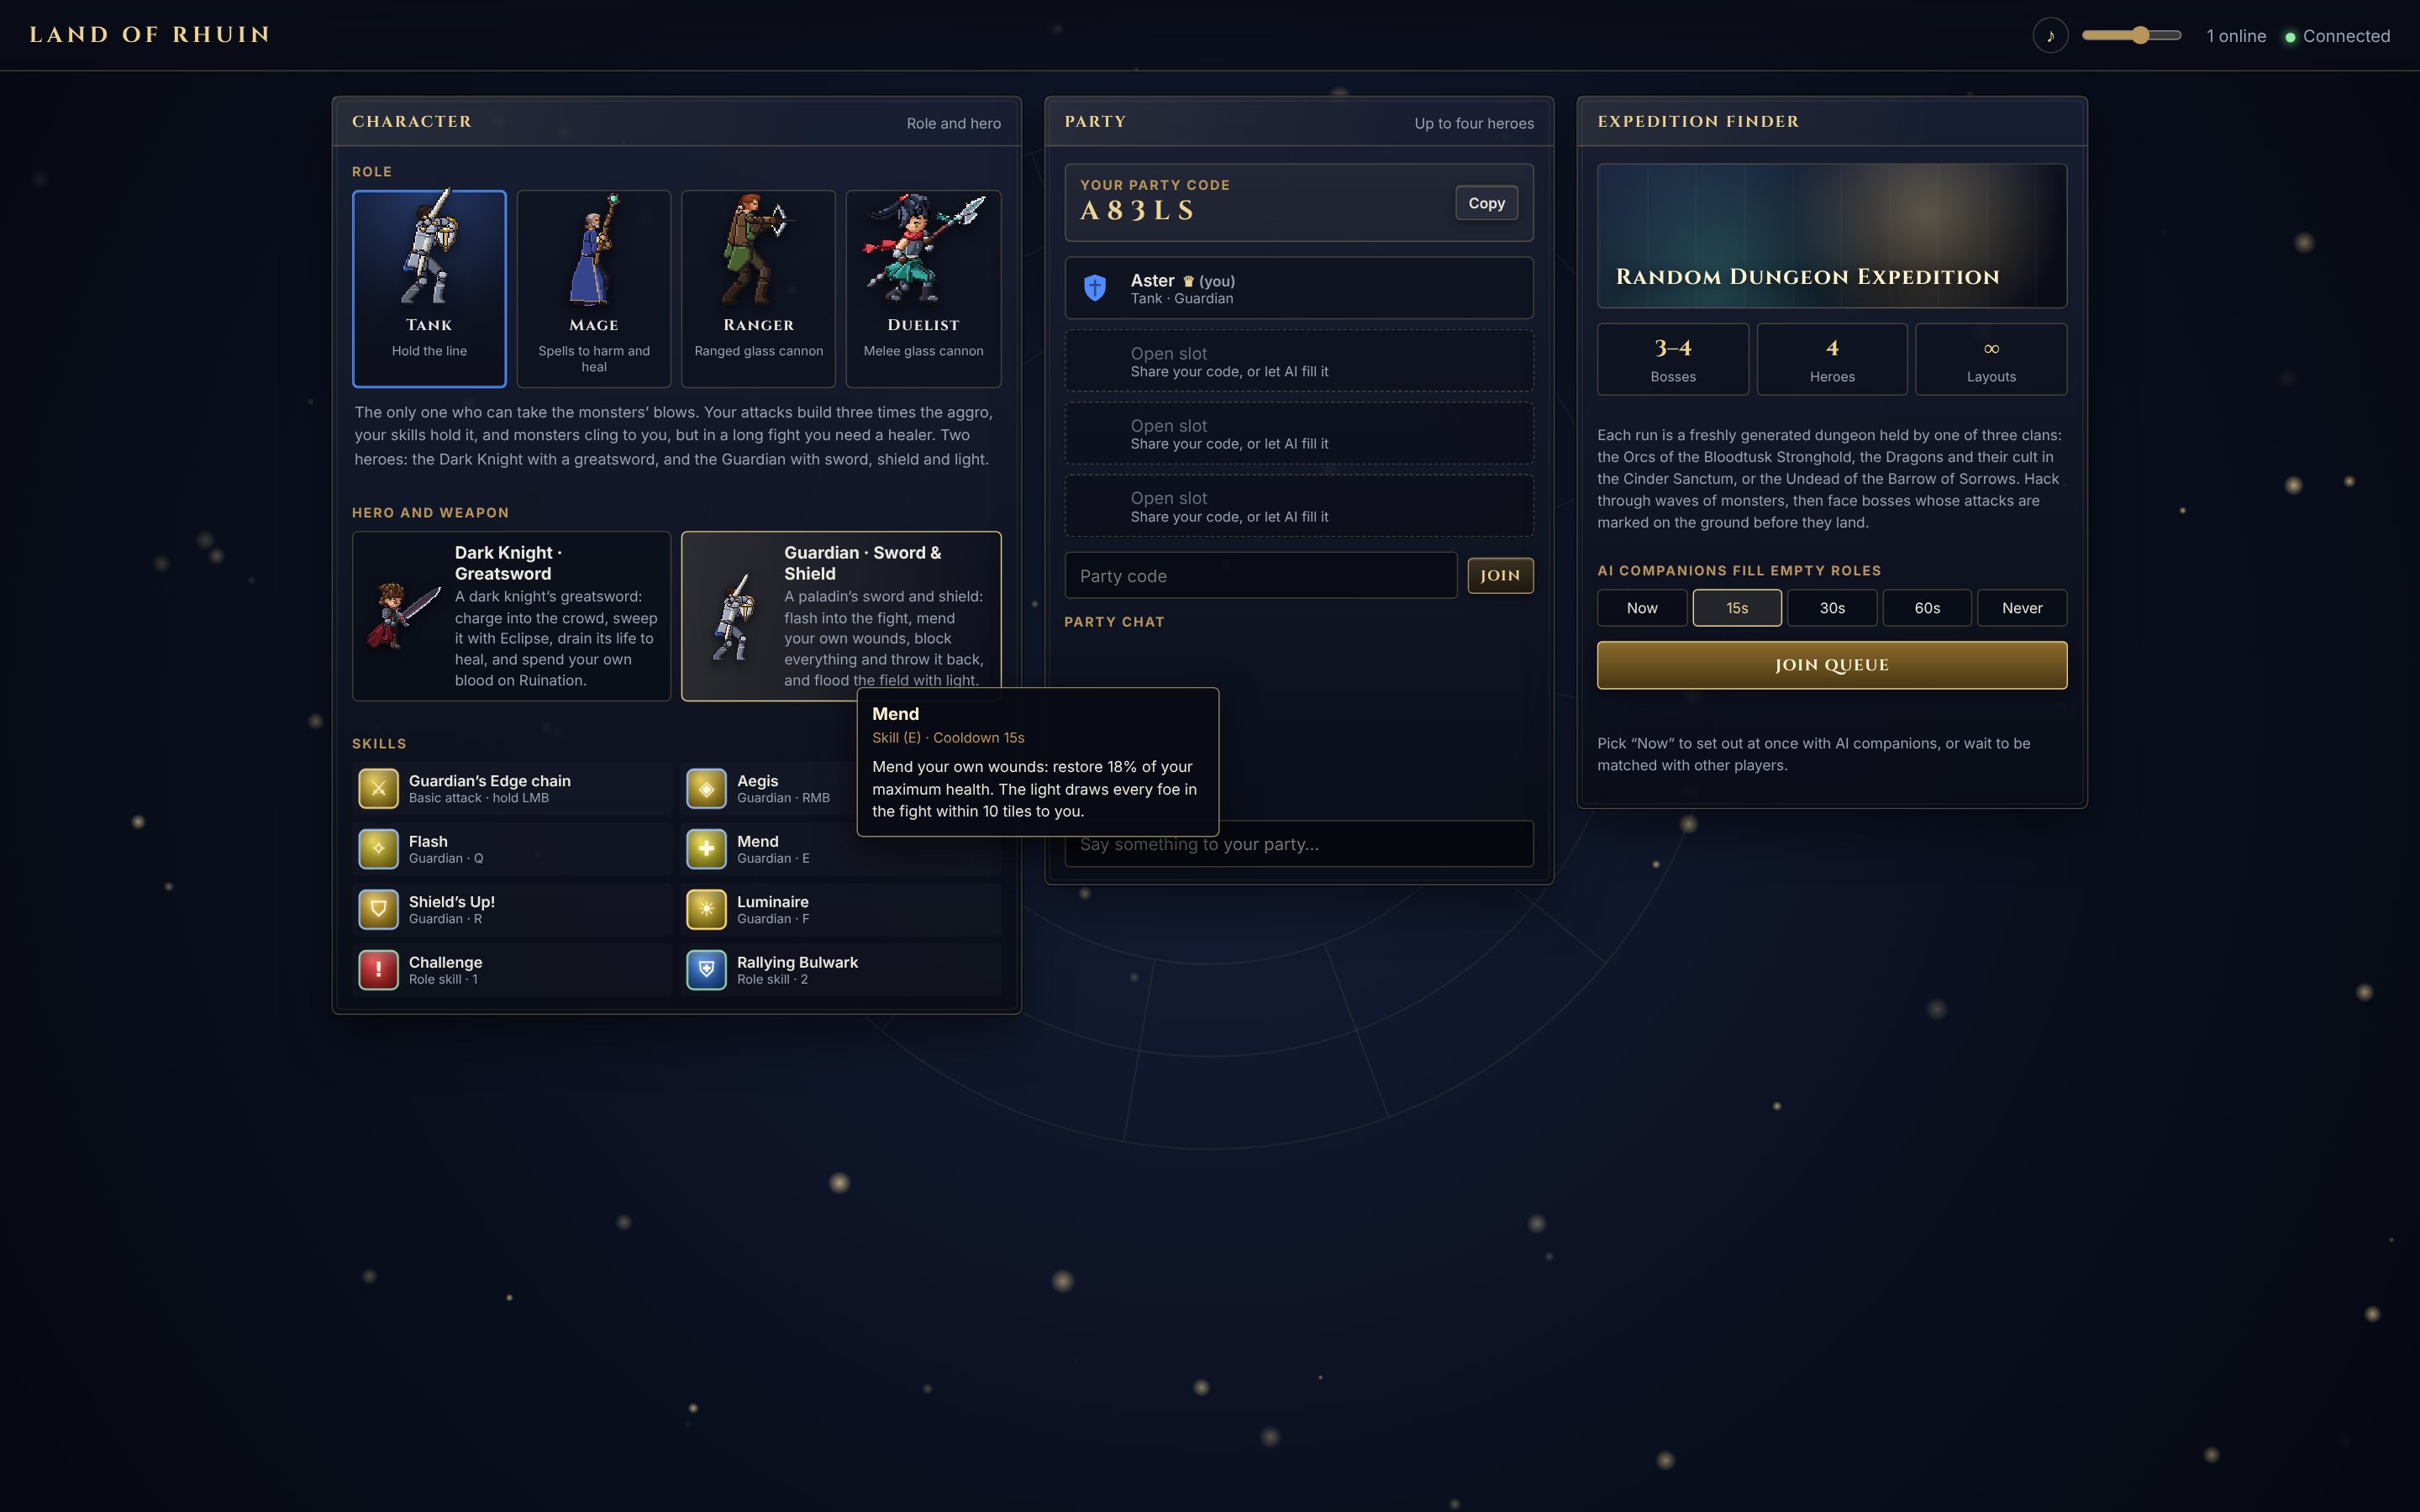 LAND OF RHUIN
♪
1 online
Connected
CHARACTER
Role and hero
ROLE
TANK
Hold the line
MAGE
Spells to harm and
heal
RANGER
Ranged glass cannon
DUELIST
Melee glass cannon
The only one who can take the monsters’ blows. Your attacks build three times the aggro,
your skills hold it, and monsters cling to you, but in a long fight you need a healer. Two
heroes: the Dark Knight with a greatsword, and the Guardian with sword, shield and light.
HERO AND WEAPON
Dark Knight ·
Greatsword
A dark knight’s greatsword:
charge into the crowd, sweep
it with Eclipse, drain its life to
heal, and spend your own
blood on Ruination.
Guardian · Sword &
Shield
A paladin’s sword and shield:
flash into the fight, mend
your own wounds, block
everything and throw it back,
and flood the field with light.
SKILLS
Guardian’s Edge chain
Basic attack · hold LMB
Aegis
Guardian · RMB
Flash
Guardian · Q
Mend
Guardian · E
Shield’s Up!
Guardian · R
Luminaire
Guardian · F
Challenge
Role skill · 1
Rallying Bulwark
Role skill · 2
Mend
Skill (E) · Cooldown 15s
Mend your own wounds: restore 18% of your
maximum health. The light draws every foe in
the fight within 10 tiles to you.
PARTY
Up to four heroes
YOUR PARTY CODE
A83LS
Copy
Aster ♛ (you)
Tank · Guardian
Open slot
Share your code, or let AI fill it
Open slot
Share your code, or let AI fill it
Open slot
Share your code, or let AI fill it
Party code
JOIN
PARTY CHAT
Say something to your party...
EXPEDITION FINDER
RANDOM DUNGEON EXPEDITION
3–4
Bosses
4
Heroes
∞
Layouts
Each run is a freshly generated dungeon held by one of three clans:
the Orcs of the Bloodtusk Stronghold, the Dragons and their cult in
the Cinder Sanctum, or the Undead of the Barrow of Sorrows. Hack
through waves of monsters, then face bosses whose attacks are
marked on the ground before they land.
AI COMPANIONS FILL EMPTY ROLES
Now
15s
30s
60s
Never
JOIN QUEUE
Pick “Now” to set out at once with AI companions, or wait to be
matched with other players.